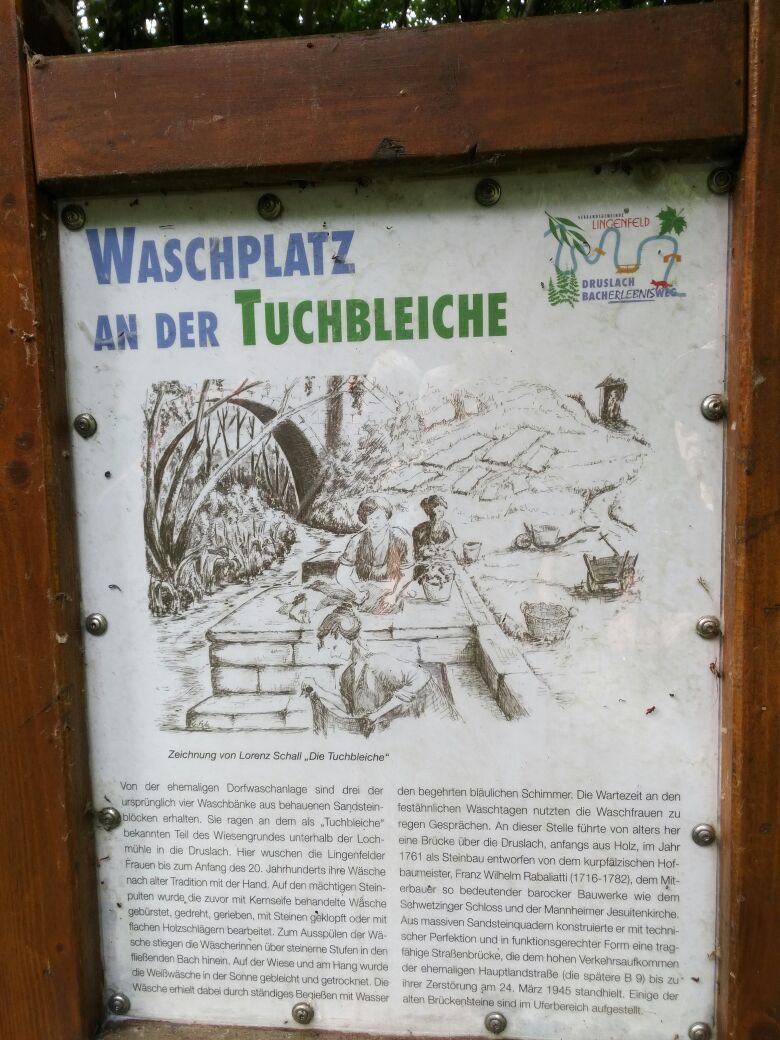 WASCHPLATZ
AN DER TUCHBLEICHE
VERBANDSGEMEINDE
LINGENFELD
DRUSLACH
BACHERLEBNISWEG
Zeichnung von Lorenz Schall „Die Tuchbleiche“
Von der ehemaligen Dorfwaschanlage sind drei der
ursprünglich vier Waschbänke aus behauenen Sandstein-
blöcken erhalten. Sie ragen an dem als „Tuchbleiche“
bekannten Teil des Wiesengrundes unterhalb der Loch-
mühle in die Druslach. Hier wuschen die Lingenfelder
Frauen bis zum Anfang des 20. Jahrhunderts ihre Wäsche
nach alter Tradition mit der Hand. Auf den mächtigen Stein-
pulten wurde die zuvor mit Kernseife behandelte Wäsche
gebürstet, gedreht, gerieben, mit Steinen geklopft oder mit
flachen Holzschlägern bearbeitet. Zum Ausspülen der Wä-
sche stiegen die Wäscherinnen über steinerne Stufen in den
fließenden Bach hinein. Auf der Wiese und am Hang wurde
die Weißwäsche in der Sonne gebleicht und getrocknet. Die
Wäsche erhielt dabei durch ständiges Begießen mit Wasser
den begehrten bläulichen Schimmer. Die Wartezeit an den
festähnlichen Waschtagen nutzten die Waschfrauen zu
regen Gesprächen. An dieser Stelle führte von alters her
eine Brücke über die Druslach, anfangs aus Holz, im Jahr
1761 als Steinbau entworfen von dem kurpfälzischen Hof-
baumeister, Franz Wilhelm Rabaliatti (1716-1782), dem Mit-
erbauer so bedeutender barocker Bauwerke wie dem
Schwetzinger Schloss und der Mannheimer Jesuitenkirche.
Aus massiven Sandsteinquadern konstruierte er mit techni-
scher Perfektion und in funktionsgerechter Form eine trag-
fähige Straßenbrücke, die dem hohen Verkehrsaufkommen
der ehemaligen Hauptlandstraße (die spätere B 9) bis zu
ihrer Zerstörung am 24. März 1945 standhielt. Einige der
alten Brückensteine sind im Uferbereich aufgestellt.